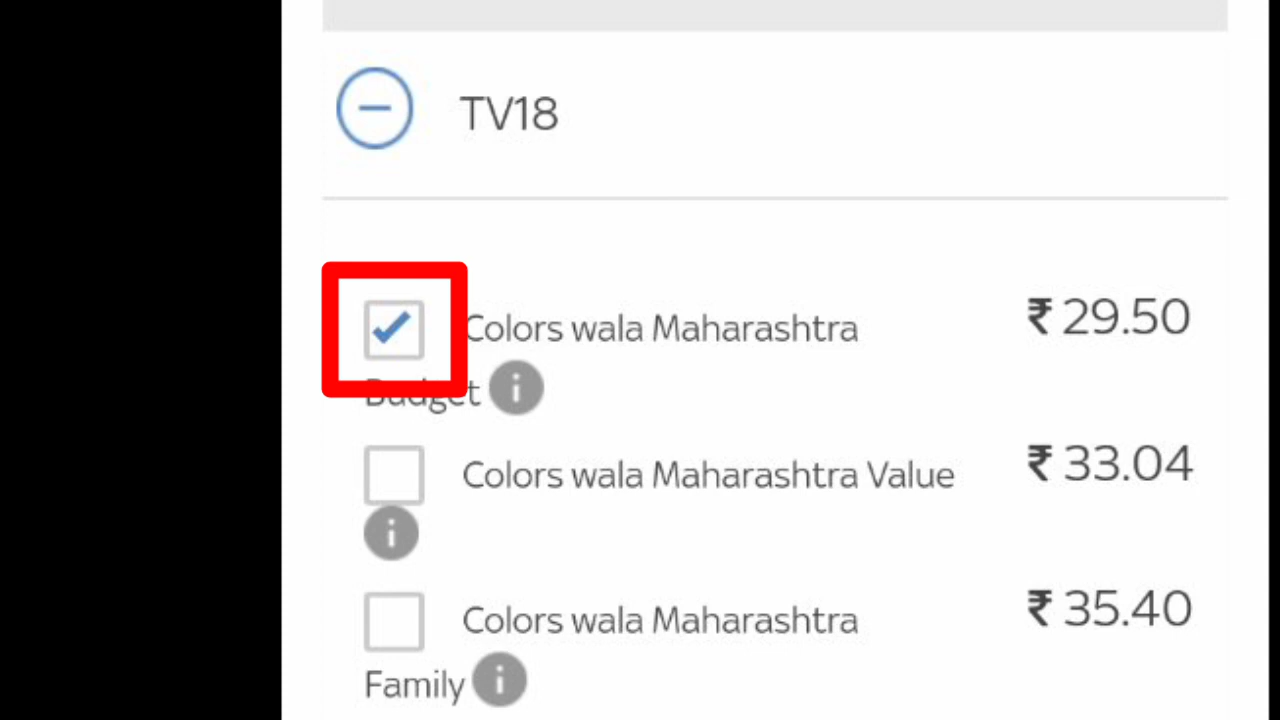 TV18
Colors wala Maharashtra ₹ 29.50
Budget i
Colors wala Maharashtra Value ₹ 33.04
i
Colors wala Maharashtra ₹ 35.40
Family i